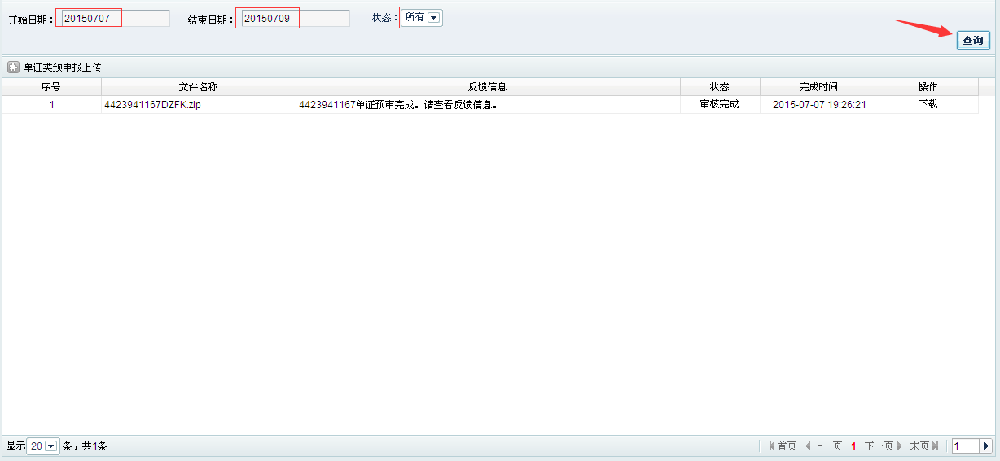 开始日期：20150707 结束日期：20150709 状态：所有
查询
单证类预申报上传
序号 文件名称 反馈信息 状态 完成时间 操作
1 4423941167DZFK.zip 4423941167单证预审完成。请查看反馈信息。 审核完成 2015-07-07 19:26:21 下载
显示 20 条，共1条 首页 上一页 1 下一页 末页 1